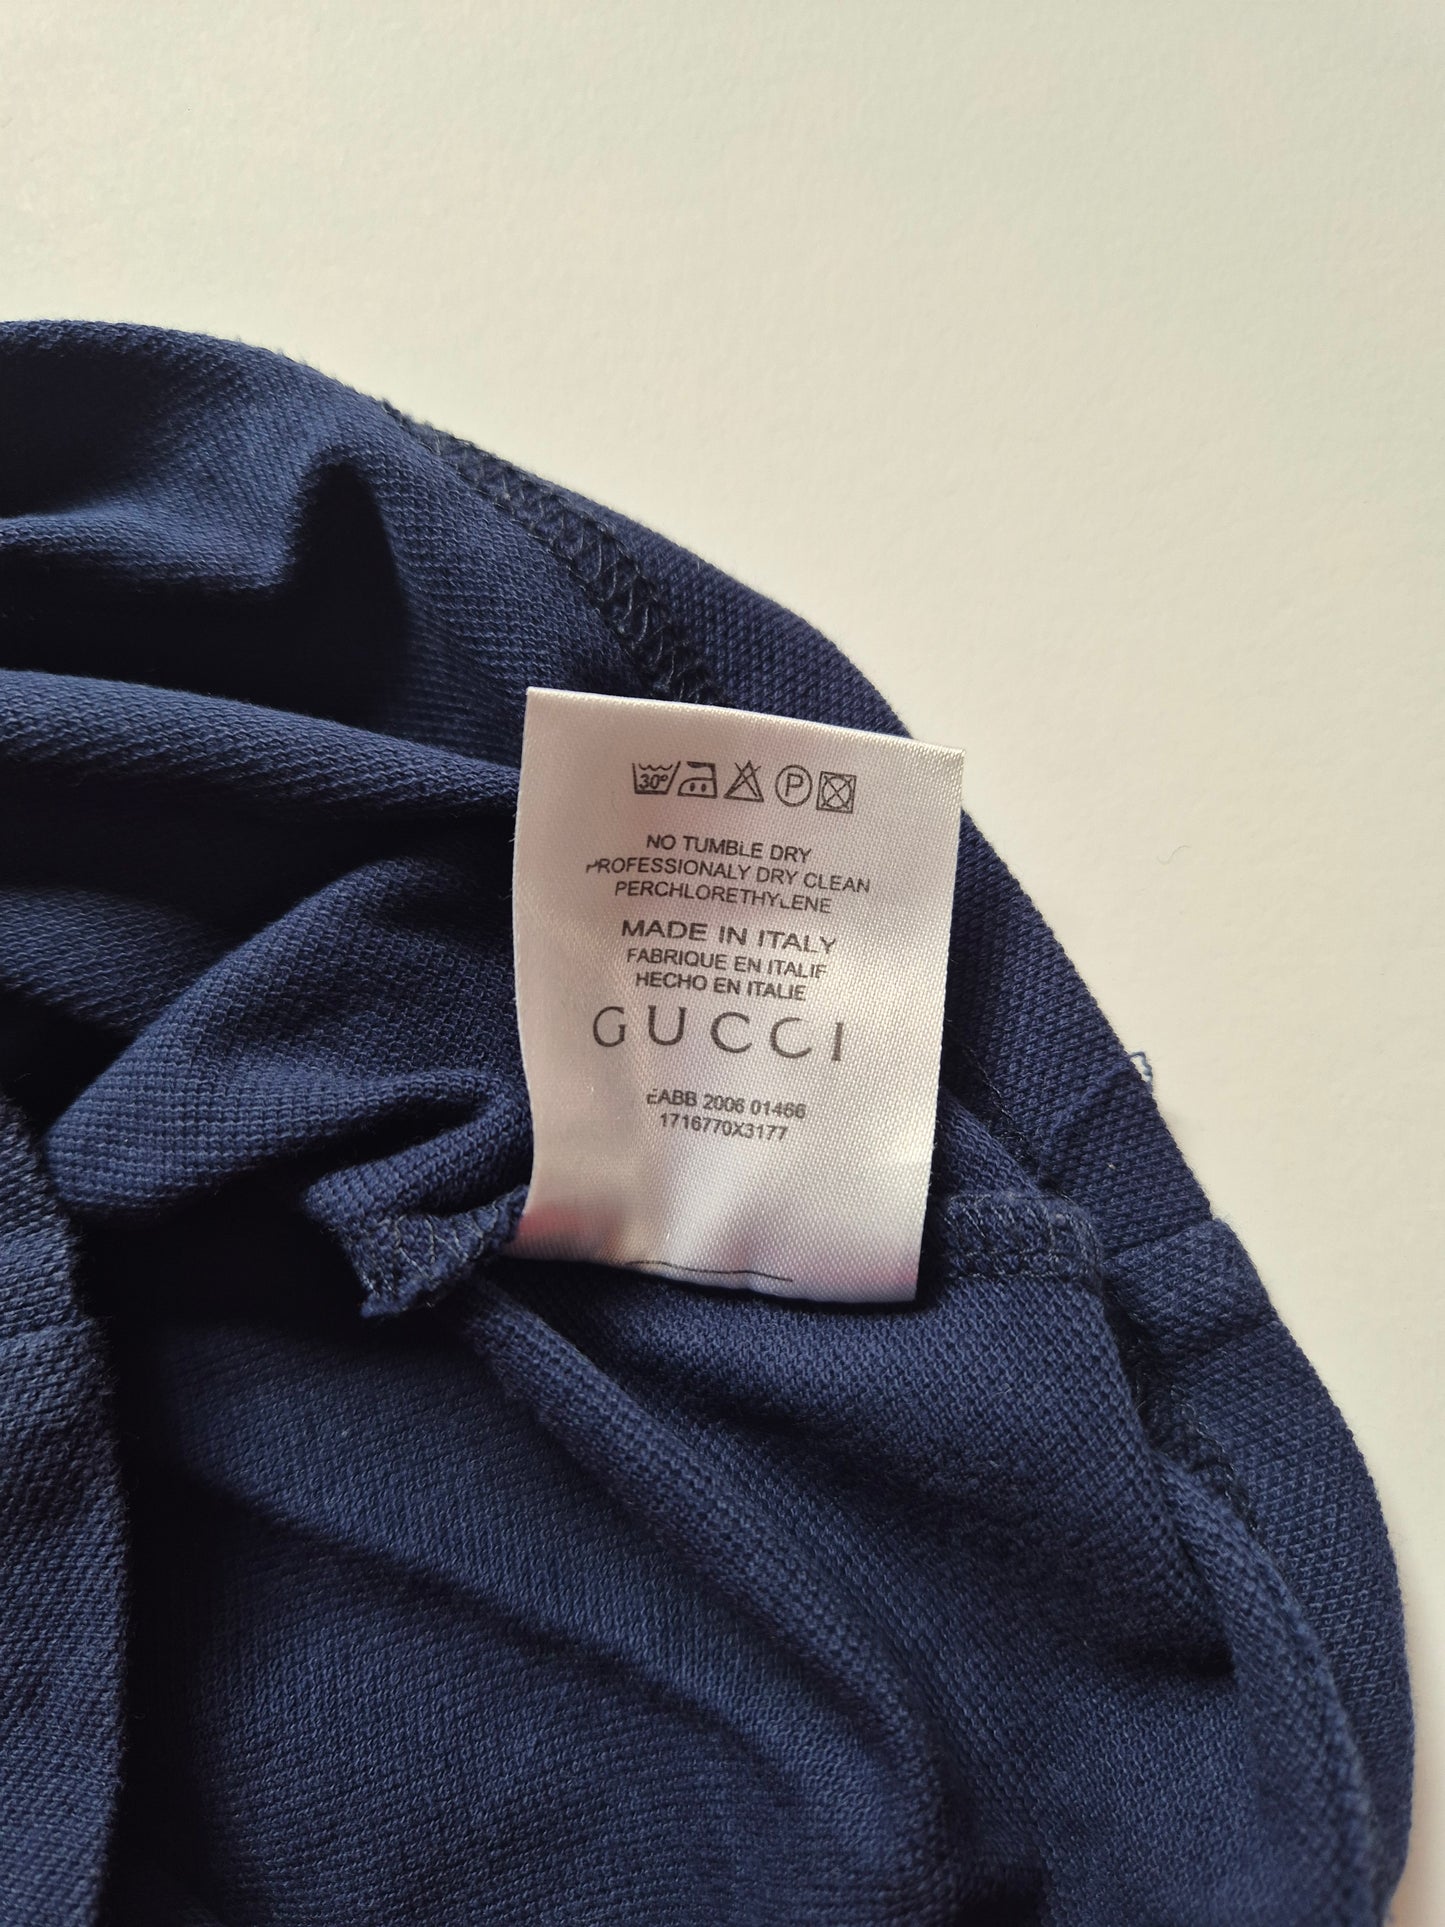 30°
P
NO TUMBLE DRY
PROFESSIONALY DRY CLEAN
PERCHLORETHYLENE
MADE IN ITALY
FABRIQUE EN ITALIE
HECHO EN ITALIE
GUCCI
EABB 2006 01466
1716770X3177